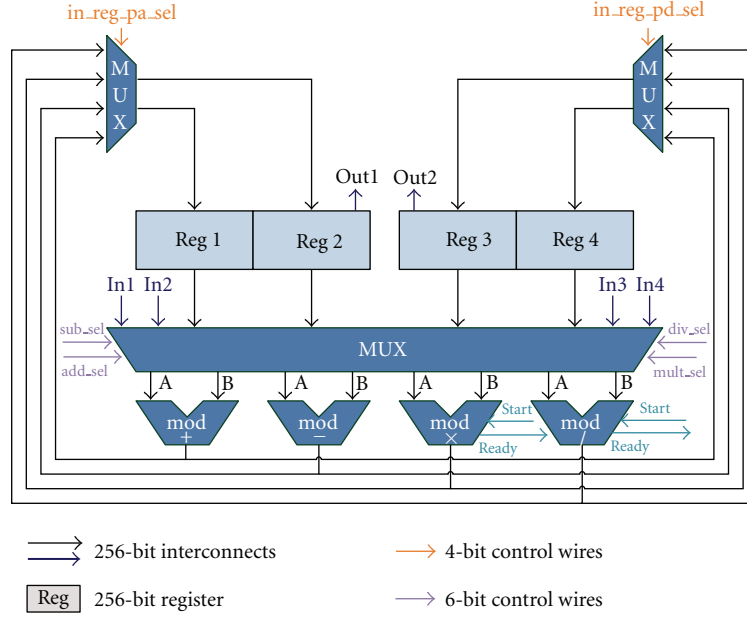 in_reg_pa_sel
in_reg_pd_sel
MUX
MUX
Out1
Out2
Reg 1
Reg 2
Reg 3
Reg 4
In1
In2
In3
In4
sub_sel
div_sel
MUX
add_sel
mult_sel
A
B
A
B
A
B
A
B
mod
+
mod
−
mod
×
Start
Ready
mod
/
Start
Ready
256-bit interconnects
4-bit control wires
Reg
256-bit register
6-bit control wires